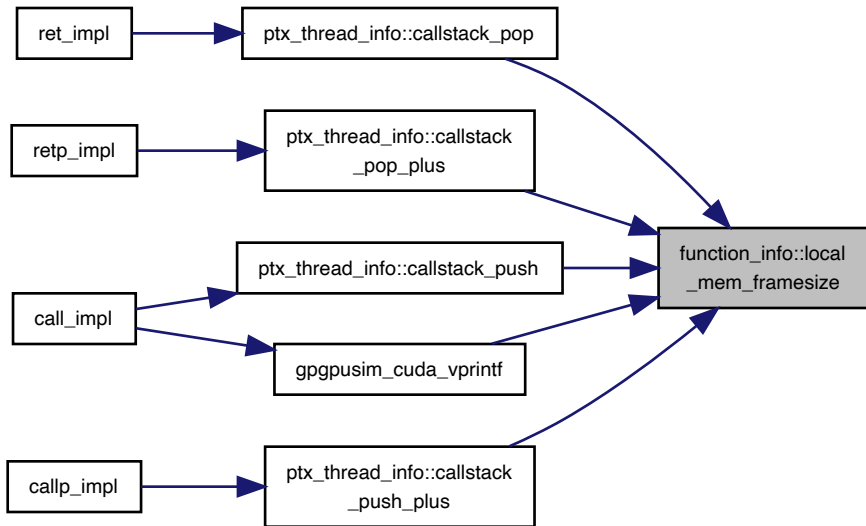 ret_impl
ptx_thread_info::callstack_pop
retp_impl
ptx_thread_info::callstack
_pop_plus
function_info::local
_mem_framesize
ptx_thread_info::callstack_push
call_impl
gpgpusim_cuda_vprintf
callp_impl
ptx_thread_info::callstack
_push_plus